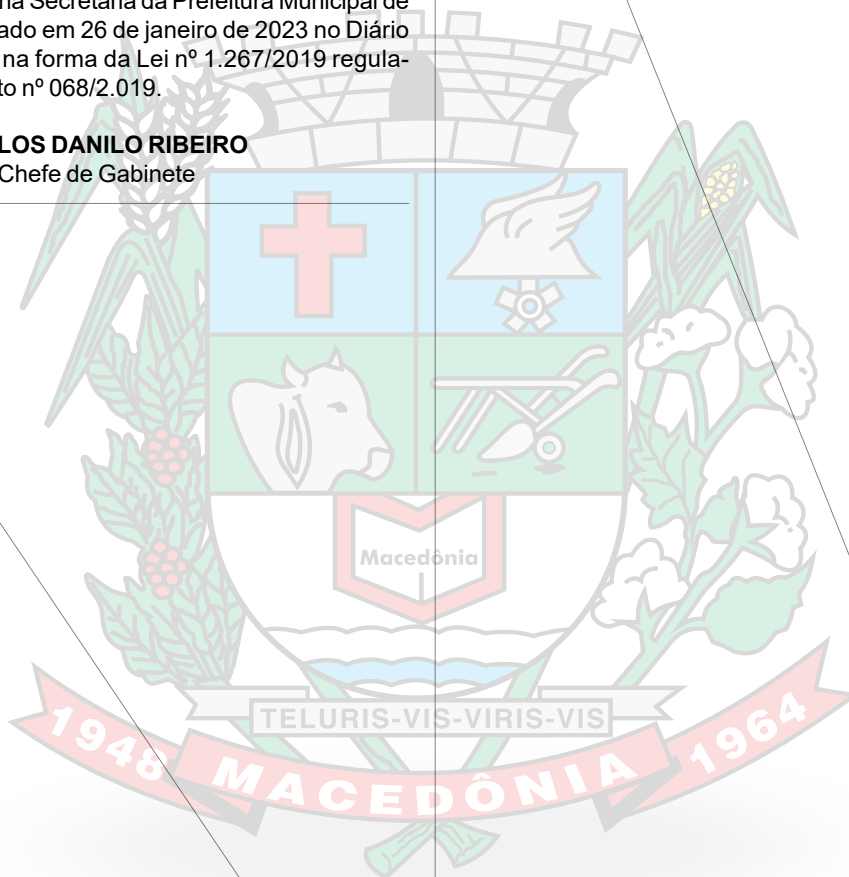 na Secretaria da Prefeitura Municipal de
ado em 26 de janeiro de 2023 no Diário
na forma da Lei nº 1.267/2019 regula-
to nº 068/2.019.
LOS DANILO RIBEIRO
Chefe de Gabinete
Macedônia
TELURIS-VIS-VIRIS-VIS
1948 MACEDÔNIA 1964